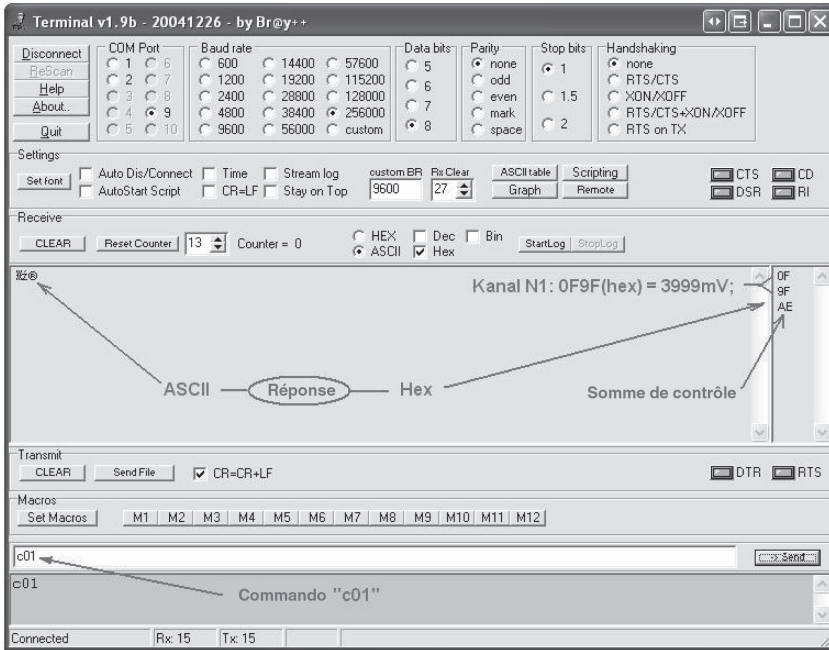 Terminal v1.9b - 20041226 - by Br@y++
Disconnect
ReScan
Help
About..
Quit
COM Port
1 6
2 7
3 8
4 9
5 10
Baud rate
600 14400 57600
1200 19200 115200
2400 28800 128000
4800 38400 256000
9600 56000 custom
Data bits
5
6
7
8
Parity
none
odd
even
mark
space
Stop bits
1
1.5
2
Handshaking
none
RTS/CTS
XON/XOFF
RTS/CTS+XON/XOFF
RTS on TX
Settings
Set font
Auto Dis/Connect Time Stream log
AutoStart Script CR=LF Stay on Top
custom BR Rx Clear
9600 27
ASCII table Scripting
Graph Remote
CTS CD
DSR RI
Receive
CLEAR Reset Counter 13 Counter = 0
HEX Dec Bin
ASCII Hex
StartLog StopLog
Kanal N1: 0F9F(hex) = 3999mV;
0F
9F
AE
ASCII Réponse Hex
Somme de contrôle
Transmit
CLEAR Send File CR=CR+LF
DTR RTS
Macros
Set Macros M1 M2 M3 M4 M5 M6 M7 M8 M9 M10 M11 M12
c01 -> Send
c01
Commando "c01"
Connected Rx: 15 Tx: 15